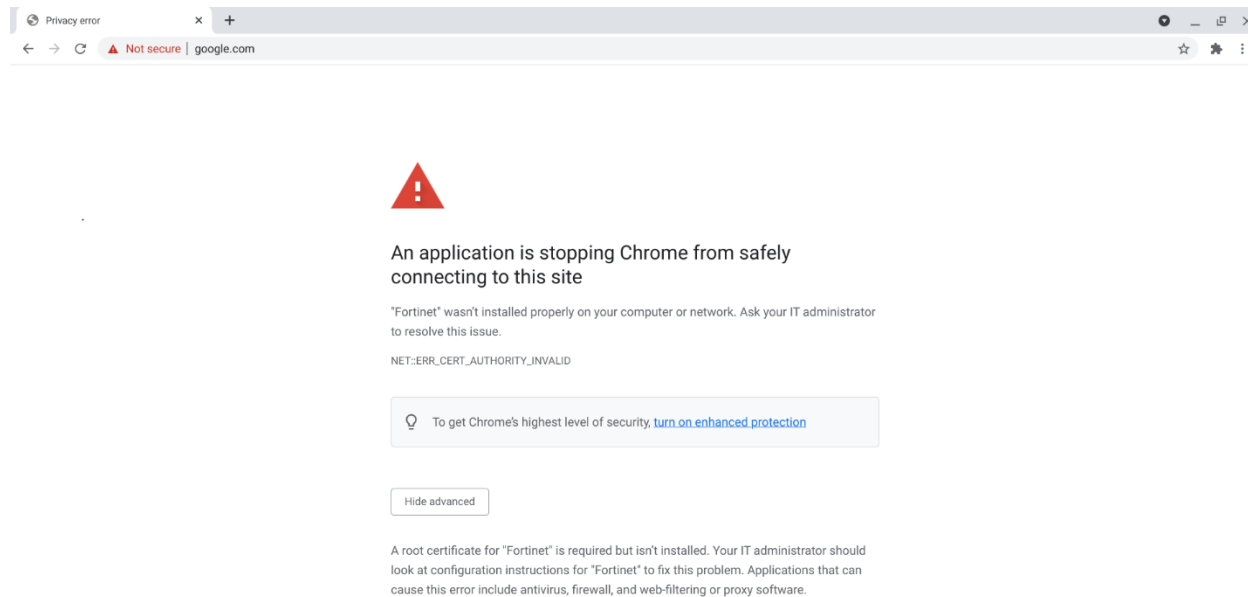 Privacy error
Not secure | google.com
An application is stopping Chrome from safely
connecting to this site
"Fortinet" wasn't installed properly on your computer or network. Ask your IT administrator
to resolve this issue.
NET::ERR_CERT_AUTHORITY_INVALID
To get Chrome's highest level of security, turn on enhanced protection
Hide advanced
A root certificate for "Fortinet" is required but isn't installed. Your IT administrator should
look at configuration instructions for "Fortinet" to fix this problem. Applications that can
cause this error include antivirus, firewall, and web-filtering or proxy software.